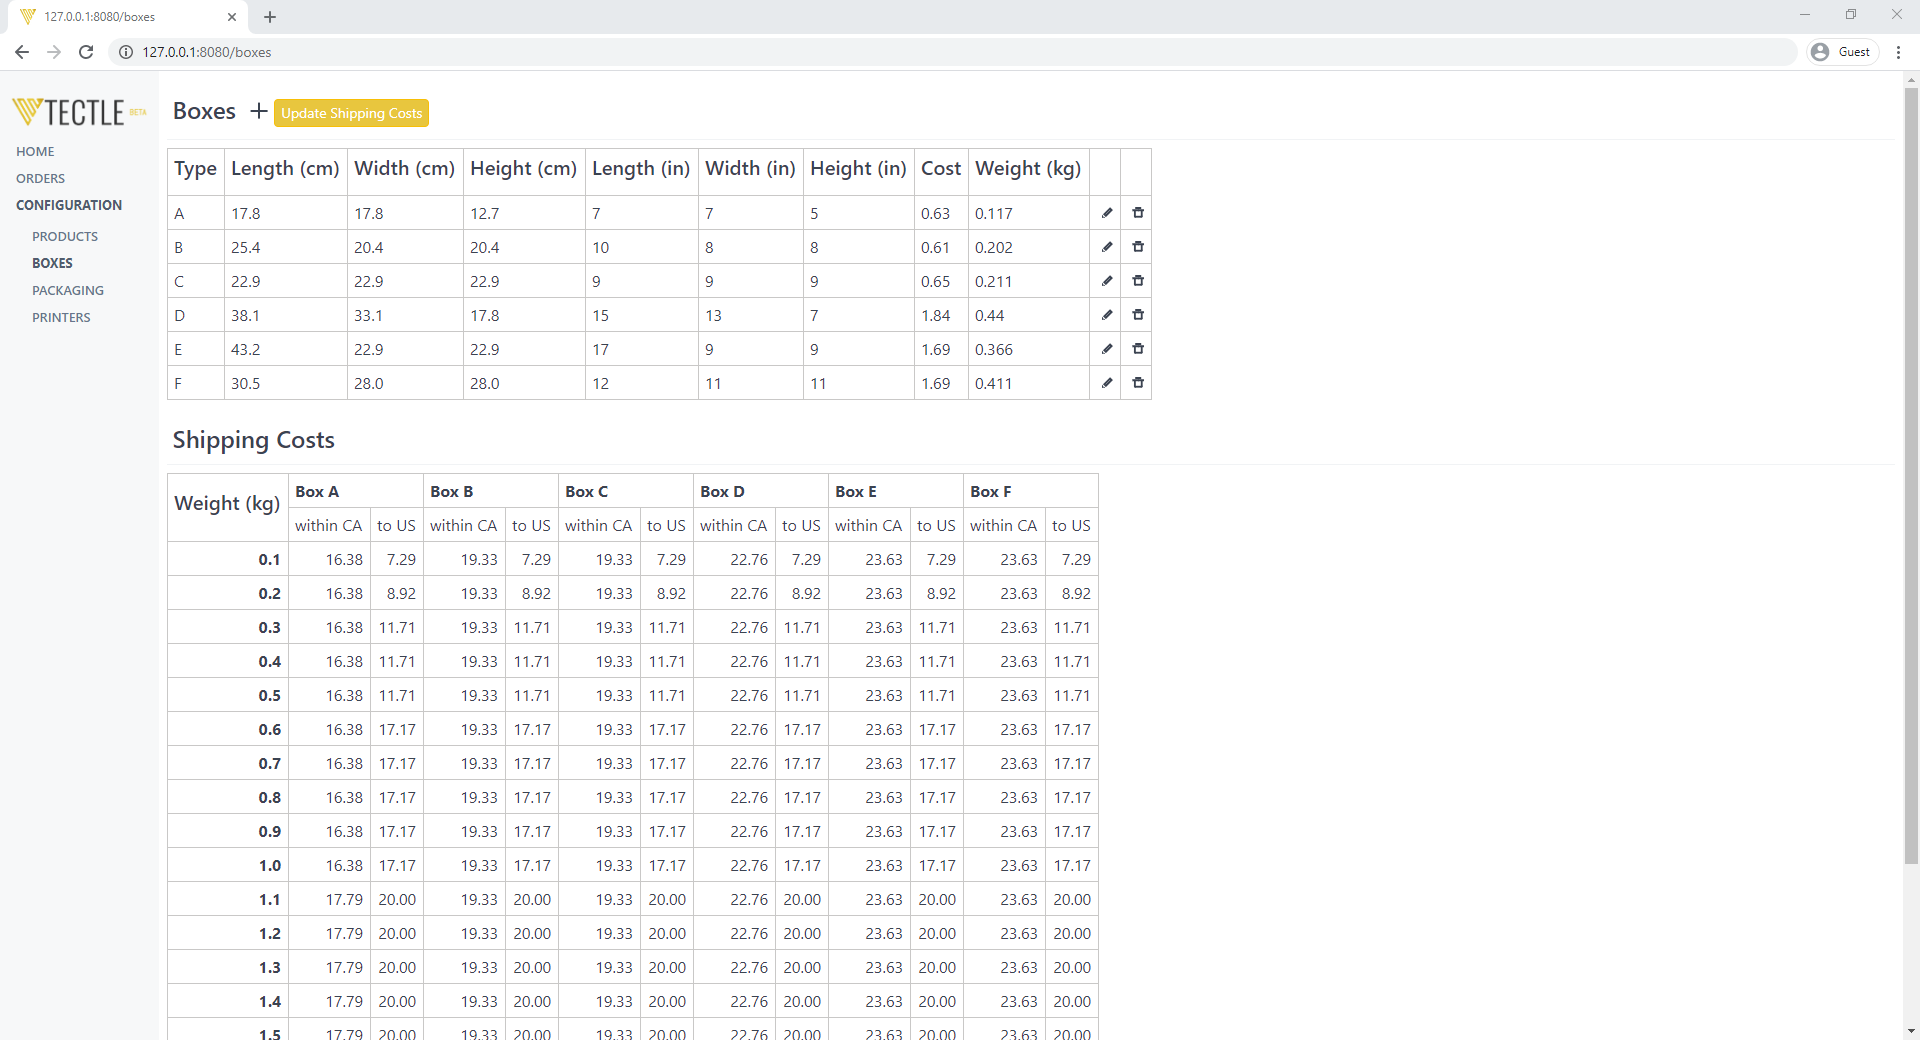 127.0.0.1:8080/boxes
127.0.0.1:8080/boxes
Guest
TECTLE BETA
HOME
ORDERS
CONFIGURATION
PRODUCTS
BOXES
PACKAGING
PRINTERS
Boxes + Update Shipping Costs
Type Length (cm) Width (cm) Height (cm) Length (in) Width (in) Height (in) Cost Weight (kg)
A 17.8 17.8 12.7 7 7 5 0.63 0.117
B 25.4 20.4 20.4 10 8 8 0.61 0.202
C 22.9 22.9 22.9 9 9 9 0.65 0.211
D 38.1 33.1 17.8 15 13 7 1.84 0.44
E 43.2 22.9 22.9 17 9 9 1.69 0.366
F 30.5 28.0 28.0 12 11 11 1.69 0.411
Shipping Costs
Weight (kg) Box A Box B Box C Box D Box E Box F
within CA to US within CA to US within CA to US within CA to US within CA to US within CA to US
0.1 16.38 7.29 19.33 7.29 19.33 7.29 22.76 7.29 23.63 7.29 23.63 7.29
0.2 16.38 8.92 19.33 8.92 19.33 8.92 22.76 8.92 23.63 8.92 23.63 8.92
0.3 16.38 11.71 19.33 11.71 19.33 11.71 22.76 11.71 23.63 11.71 23.63 11.71
0.4 16.38 11.71 19.33 11.71 19.33 11.71 22.76 11.71 23.63 11.71 23.63 11.71
0.5 16.38 11.71 19.33 11.71 19.33 11.71 22.76 11.71 23.63 11.71 23.63 11.71
0.6 16.38 17.17 19.33 17.17 19.33 17.17 22.76 17.17 23.63 17.17 23.63 17.17
0.7 16.38 17.17 19.33 17.17 19.33 17.17 22.76 17.17 23.63 17.17 23.63 17.17
0.8 16.38 17.17 19.33 17.17 19.33 17.17 22.76 17.17 23.63 17.17 23.63 17.17
0.9 16.38 17.17 19.33 17.17 19.33 17.17 22.76 17.17 23.63 17.17 23.63 17.17
1.0 16.38 17.17 19.33 17.17 19.33 17.17 22.76 17.17 23.63 17.17 23.63 17.17
1.1 17.79 20.00 19.33 20.00 19.33 20.00 22.76 20.00 23.63 20.00 23.63 20.00
1.2 17.79 20.00 19.33 20.00 19.33 20.00 22.76 20.00 23.63 20.00 23.63 20.00
1.3 17.79 20.00 19.33 20.00 19.33 20.00 22.76 20.00 23.63 20.00 23.63 20.00
1.4 17.79 20.00 19.33 20.00 19.33 20.00 22.76 20.00 23.63 20.00 23.63 20.00
1.5 17.79 20.00 19.33 20.00 19.33 20.00 22.76 20.00 23.63 20.00 23.63 20.00